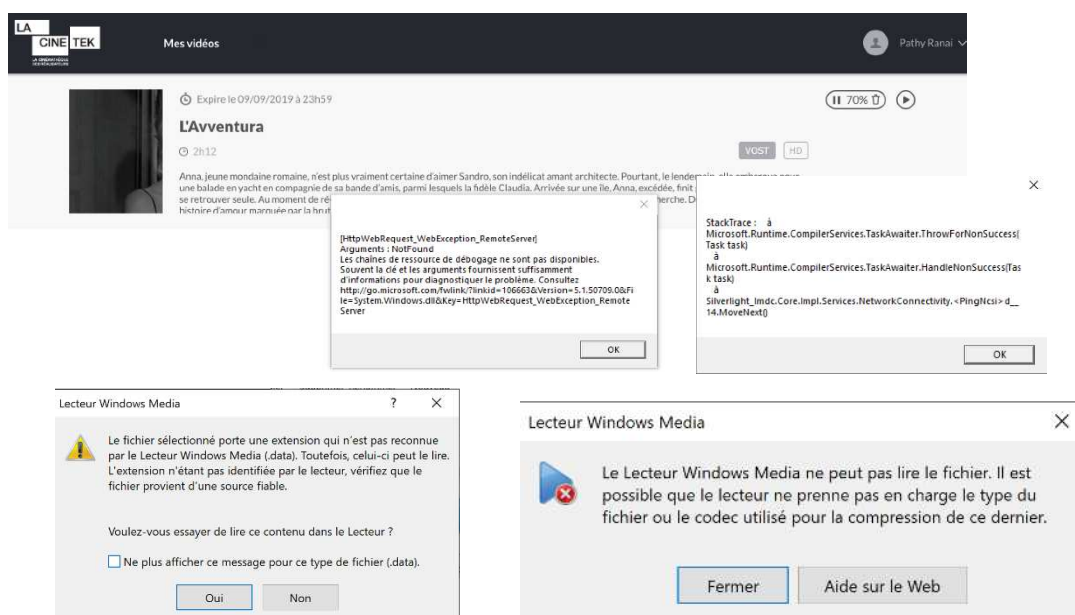 LA
CINE TEK
LA CINÉMATHÈQUE
DES RÉALISATEURS
Mes vidéos
Pathy Ranai
Expire le 09/09/2019 à 23h59
70%
L'Avventura
2h12
VOST HD
Anna, jeune mondaine romaine, n'est plus vraiment certaine d'aimer Sandro, son indélicat amant architecte. Pourtant, le lendemain, elle embarque pour
une balade en yacht en compagnie de sa bande d'amis, parmi lesquels la fidèle Claudia. Arrivée sur une île, Anna, excédée, finit
se retrouver seule. Au moment de ré
herche. D
histoire d'amour marquée par la brut
[HttpWebRequest_WebException_RemoteServer]
Arguments : NotFound
Les chaînes de ressource de débogage ne sont pas disponibles.
Souvent la clé et les arguments fournissent suffisamment
d'informations pour diagnostiquer le problème. Consultez
http://go.microsoft.com/fwlink/?linkid=106663&Version=5.1.50709.0&Fi
le=System.Windows.dll&Key=HttpWebRequest_WebException_Remote
Server
OK
StackTrace : à
Microsoft.Runtime.CompilerServices.TaskAwaiter.ThrowForNonSuccess(
Task task)
à
Microsoft.Runtime.CompilerServices.TaskAwaiter.HandleNonSuccess(Tas
k task)
à
Silverlight_lmdc.Core.Impl.Services.NetworkConnectivity.<PingNcsi>d__
14.MoveNext()
OK
Lecteur Windows Media
Le fichier sélectionné porte une extension qui n'est pas reconnue
par le Lecteur Windows Media (.data). Toutefois, celui-ci peut le lire.
L'extension n'étant pas identifiée par le lecteur, vérifiez que le
fichier provient d'une source fiable.
Voulez-vous essayer de lire ce contenu dans le Lecteur ?
Ne plus afficher ce message pour ce type de fichier (.data).
Oui Non
Lecteur Windows Media
Le Lecteur Windows Media ne peut pas lire le fichier. Il est
possible que le lecteur ne prenne pas en charge le type du
fichier ou le codec utilisé pour la compression de ce dernier.
Fermer Aide sur le Web